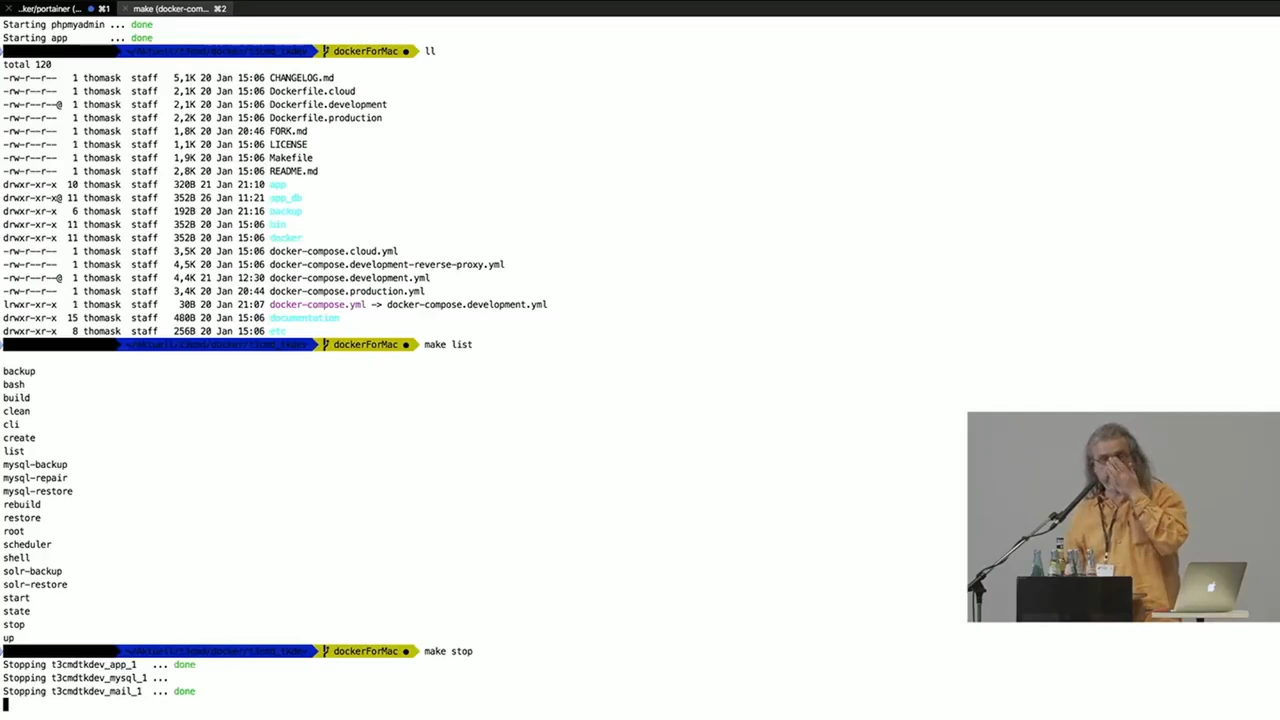 ..ker/portainer (... ⌘1 make (docker-com... ⌘2
Starting phpmyadmin ... done
Starting app ... done
dockerForMac ● ll
total 120
-rw-r--r-- 1 thomask staff 5,1K 20 Jan 15:06 CHANGELOG.md
-rw-r--r-- 1 thomask staff 2,1K 20 Jan 15:06 Dockerfile.cloud
-rw-r--r--@ 1 thomask staff 2,1K 20 Jan 15:06 Dockerfile.development
-rw-r--r-- 1 thomask staff 2,2K 20 Jan 15:06 Dockerfile.production
-rw-r--r-- 1 thomask staff 1,8K 20 Jan 20:46 FORK.md
-rw-r--r-- 1 thomask staff 1,1K 20 Jan 15:06 LICENSE
-rw-r--r-- 1 thomask staff 1,9K 20 Jan 15:06 Makefile
-rw-r--r-- 1 thomask staff 2,8K 20 Jan 15:06 README.md
drwxr-xr-x 10 thomask staff 320B 21 Jan 21:10 app
drwxr-xr-x@ 11 thomask staff 352B 26 Jan 11:21 app_db
drwxr-xr-x 6 thomask staff 192B 20 Jan 21:16 backup
drwxr-xr-x 11 thomask staff 352B 20 Jan 15:06 bin
drwxr-xr-x 11 thomask staff 352B 20 Jan 15:06 docker
-rw-r--r-- 1 thomask staff 3,5K 20 Jan 15:06 docker-compose.cloud.yml
-rw-r--r-- 1 thomask staff 4,5K 20 Jan 15:06 docker-compose.development-reverse-proxy.yml
-rw-r--r--@ 1 thomask staff 4,4K 21 Jan 12:30 docker-compose.development.yml
-rw-r--r-- 1 thomask staff 3,4K 20 Jan 20:44 docker-compose.production.yml
lrwxr-xr-x 1 thomask staff 30B 20 Jan 21:07 docker-compose.yml -> docker-compose.development.yml
drwxr-xr-x 15 thomask staff 480B 20 Jan 15:06 documentation
drwxr-xr-x 8 thomask staff 256B 20 Jan 15:06 etc
dockerForMac ● make list
backup
bash
build
clean
cli
create
list
mysql-backup
mysql-repair
mysql-restore
rebuild
restore
root
scheduler
shell
solr-backup
solr-restore
start
state
stop
up
dockerForMac ● make stop
Stopping t3cmdtkdev_app_1 ... done
Stopping t3cmdtkdev_mysql_1 ...
Stopping t3cmdtkdev_mail_1 ... done